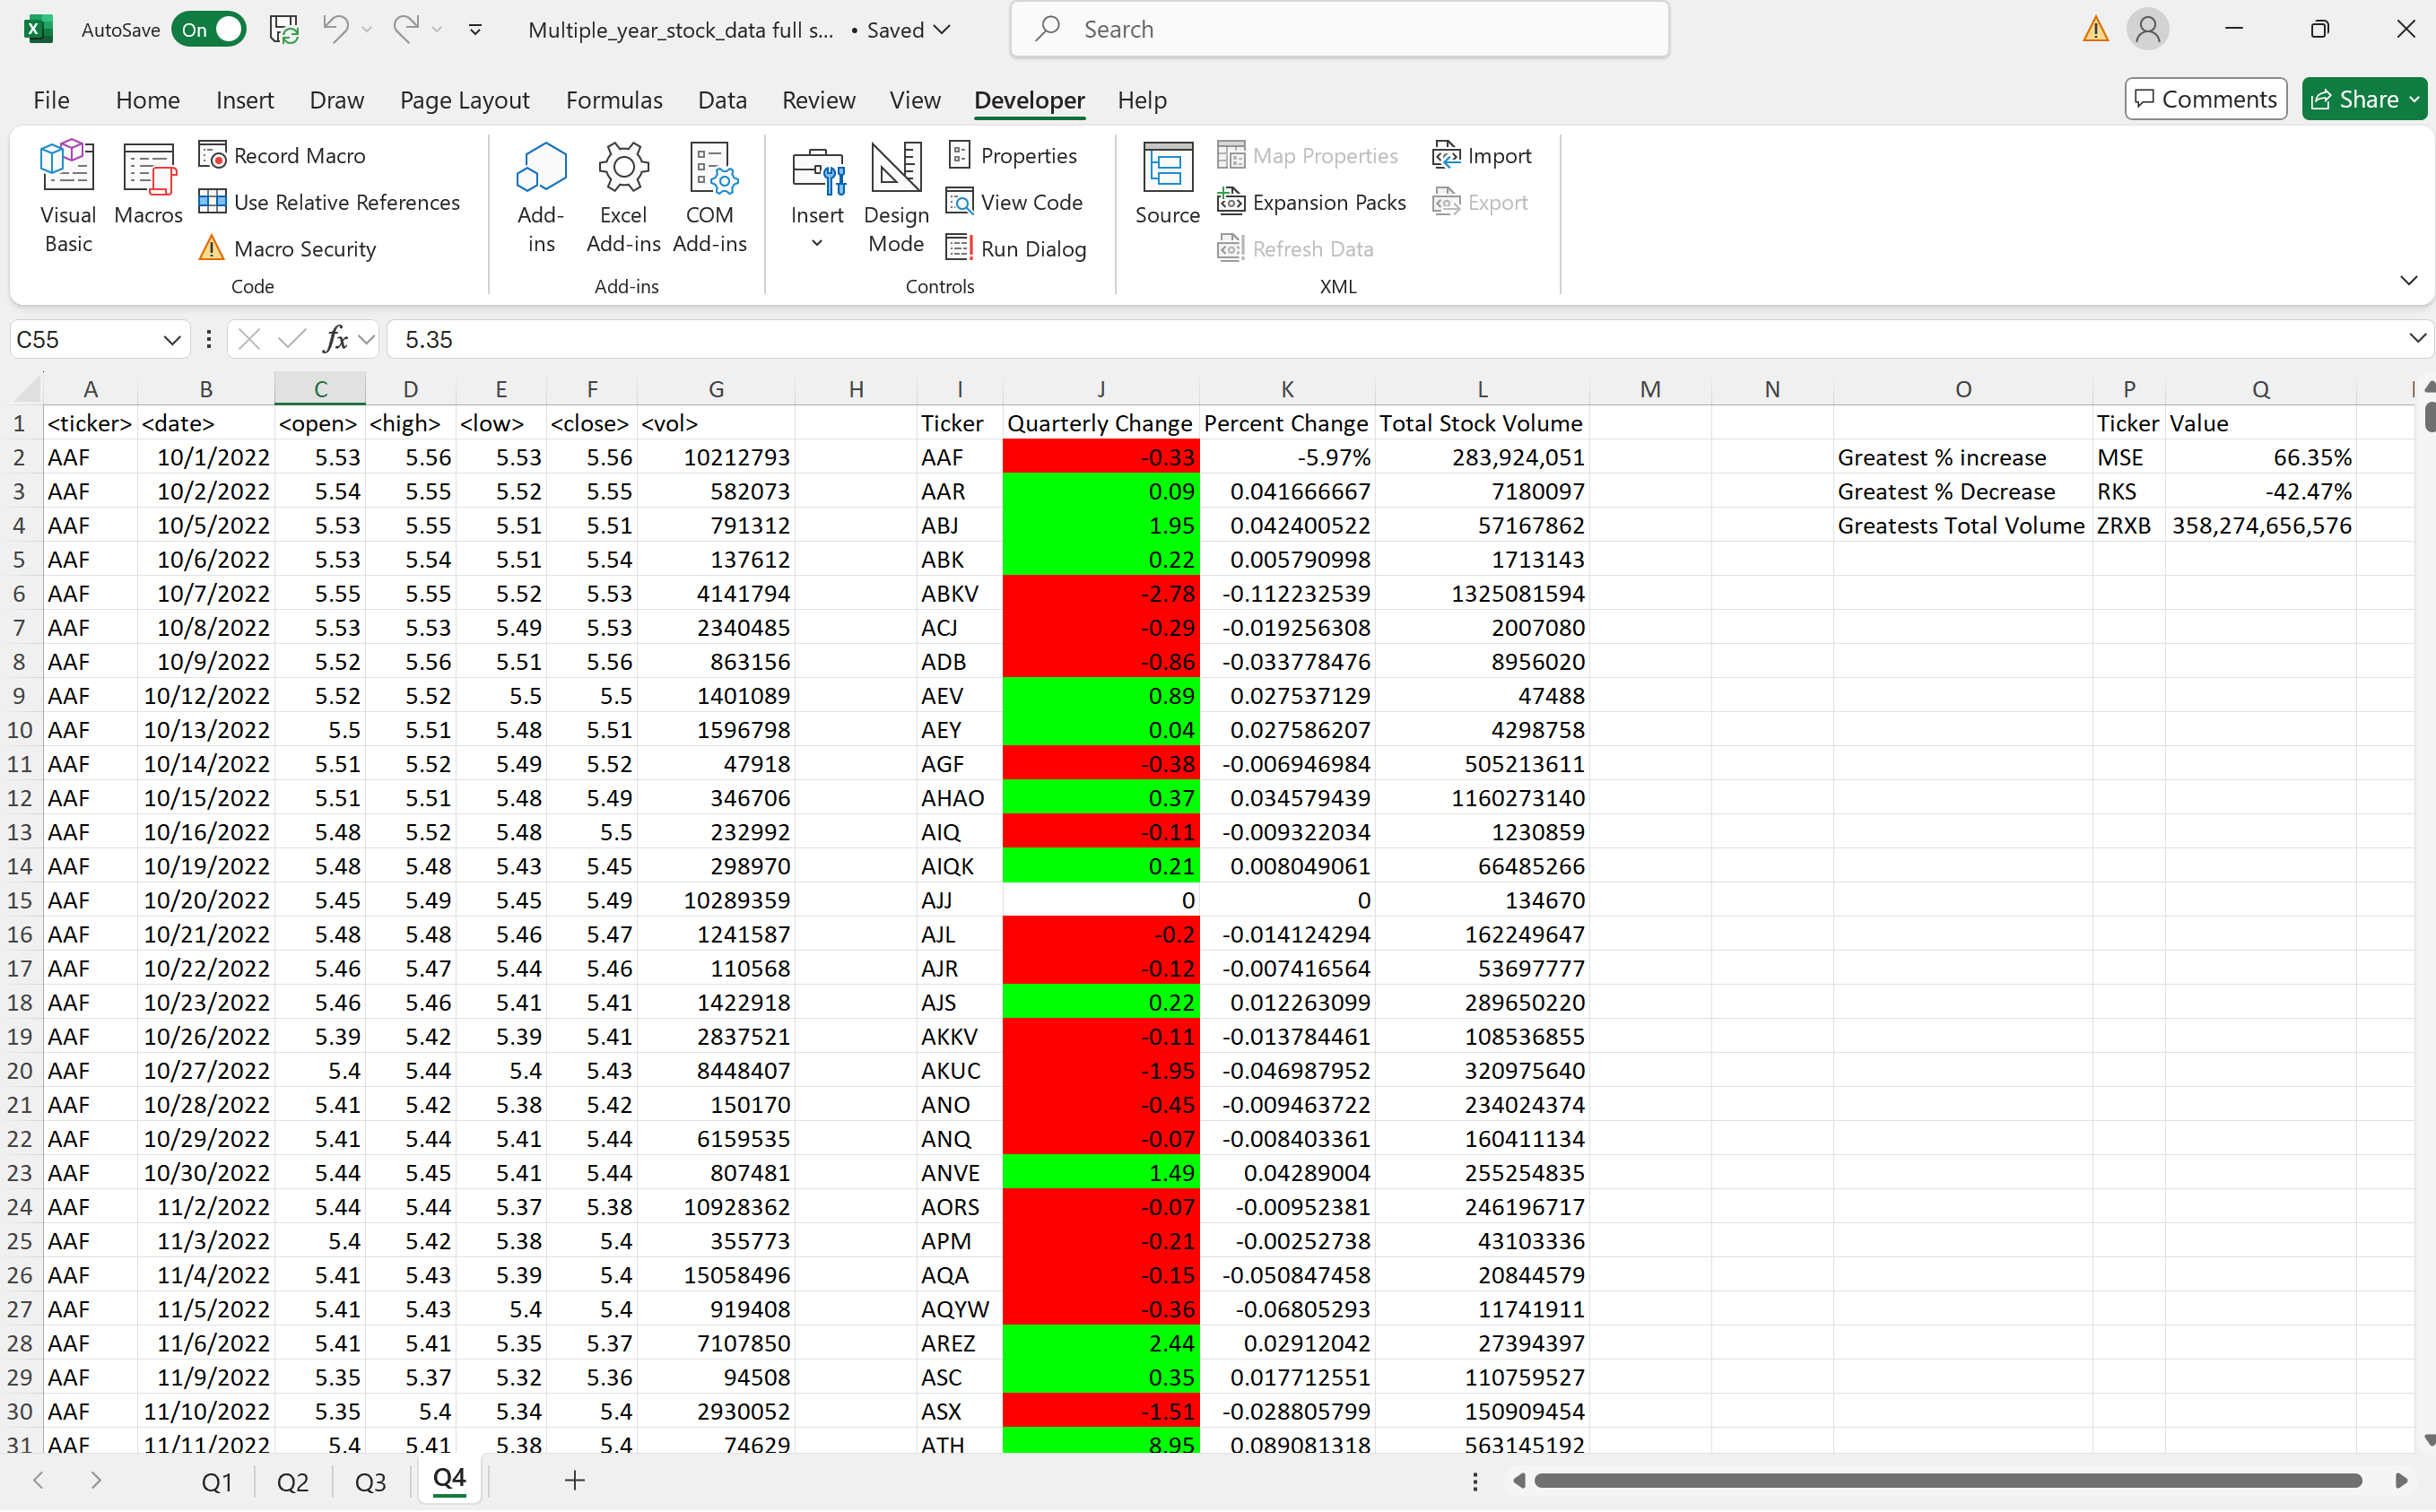 AutoSave On Multiple_year_stock_data full s... • Saved Search
File Home Insert Draw Page Layout Formulas Data Review View Developer Help Comments Share
Visual Basic Macros Record Macro Use Relative References Macro Security Code
Add-ins Excel Add-ins COM Add-ins Add-ins
Insert Design Mode Properties View Code Run Dialog Controls
Source Map Properties Expansion Packs Refresh Data Import Export XML
C55 fx 5.35
A B C D E F G H I J K L M N O P Q
1 <ticker> <date> <open> <high> <low> <close> <vol> Ticker Quarterly Change Percent Change Total Stock Volume Ticker Value
2 AAF 10/1/2022 5.53 5.56 5.53 5.56 10212793 AAF -0.33 -5.97% 283,924,051 Greatest % increase MSE 66.35%
3 AAF 10/2/2022 5.54 5.55 5.52 5.55 582073 AAR 0.09 0.041666667 7180097 Greatest % Decrease RKS -42.47%
4 AAF 10/5/2022 5.53 5.55 5.51 5.51 791312 ABJ 1.95 0.042400522 57167862 Greatests Total Volume ZRXB 358,274,656,576
5 AAF 10/6/2022 5.53 5.54 5.51 5.54 137612 ABK 0.22 0.005790998 1713143
6 AAF 10/7/2022 5.55 5.55 5.52 5.53 4141794 ABKV -2.78 -0.112232539 1325081594
7 AAF 10/8/2022 5.53 5.53 5.49 5.53 2340485 ACJ -0.29 -0.019256308 2007080
8 AAF 10/9/2022 5.52 5.56 5.51 5.56 863156 ADB -0.86 -0.033778476 8956020
9 AAF 10/12/2022 5.52 5.52 5.5 5.5 1401089 AEV 0.89 0.027537129 47488
10 AAF 10/13/2022 5.5 5.51 5.48 5.51 1596798 AEY 0.04 0.027586207 4298758
11 AAF 10/14/2022 5.51 5.52 5.49 5.52 47918 AGF -0.38 -0.006946984 505213611
12 AAF 10/15/2022 5.51 5.51 5.48 5.49 346706 AHAO 0.37 0.034579439 1160273140
13 AAF 10/16/2022 5.48 5.52 5.48 5.5 232992 AIQ -0.11 -0.009322034 1230859
14 AAF 10/19/2022 5.48 5.48 5.43 5.45 298970 AIQK 0.21 0.008049061 66485266
15 AAF 10/20/2022 5.45 5.49 5.45 5.49 10289359 AJJ 0 0 134670
16 AAF 10/21/2022 5.48 5.48 5.46 5.47 1241587 AJL -0.2 -0.014124294 162249647
17 AAF 10/22/2022 5.46 5.47 5.44 5.46 110568 AJR -0.12 -0.007416564 53697777
18 AAF 10/23/2022 5.46 5.46 5.41 5.41 1422918 AJS 0.22 0.012263099 289650220
19 AAF 10/26/2022 5.39 5.42 5.39 5.41 2837521 AKKV -0.11 -0.013784461 108536855
20 AAF 10/27/2022 5.4 5.44 5.4 5.43 8448407 AKUC -1.95 -0.046987952 320975640
21 AAF 10/28/2022 5.41 5.42 5.38 5.42 150170 ANO -0.45 -0.009463722 234024374
22 AAF 10/29/2022 5.41 5.44 5.41 5.44 6159535 ANQ -0.07 -0.008403361 160411134
23 AAF 10/30/2022 5.44 5.45 5.41 5.44 807481 ANVE 1.49 0.04289004 255254835
24 AAF 11/2/2022 5.44 5.44 5.37 5.38 10928362 AORS -0.07 -0.00952381 246196717
25 AAF 11/3/2022 5.4 5.42 5.38 5.4 355773 APM -0.21 -0.00252738 43103336
26 AAF 11/4/2022 5.41 5.43 5.39 5.4 15058496 AQA -0.15 -0.050847458 20844579
27 AAF 11/5/2022 5.41 5.43 5.4 5.4 919408 AQYW -0.36 -0.06805293 11741911
28 AAF 11/6/2022 5.41 5.41 5.35 5.37 7107850 AREZ 2.44 0.02912042 27394397
29 AAF 11/9/2022 5.35 5.37 5.32 5.36 94508 ASC 0.35 0.017712551 110759527
30 AAF 11/10/2022 5.35 5.4 5.34 5.4 2930052 ASX -1.51 -0.028805799 150909454
31 AAF 11/11/2022 5.4 5.41 5.38 5.4 74629 ATH 8.95 0.089081318 563145192
Q1 Q2 Q3 Q4